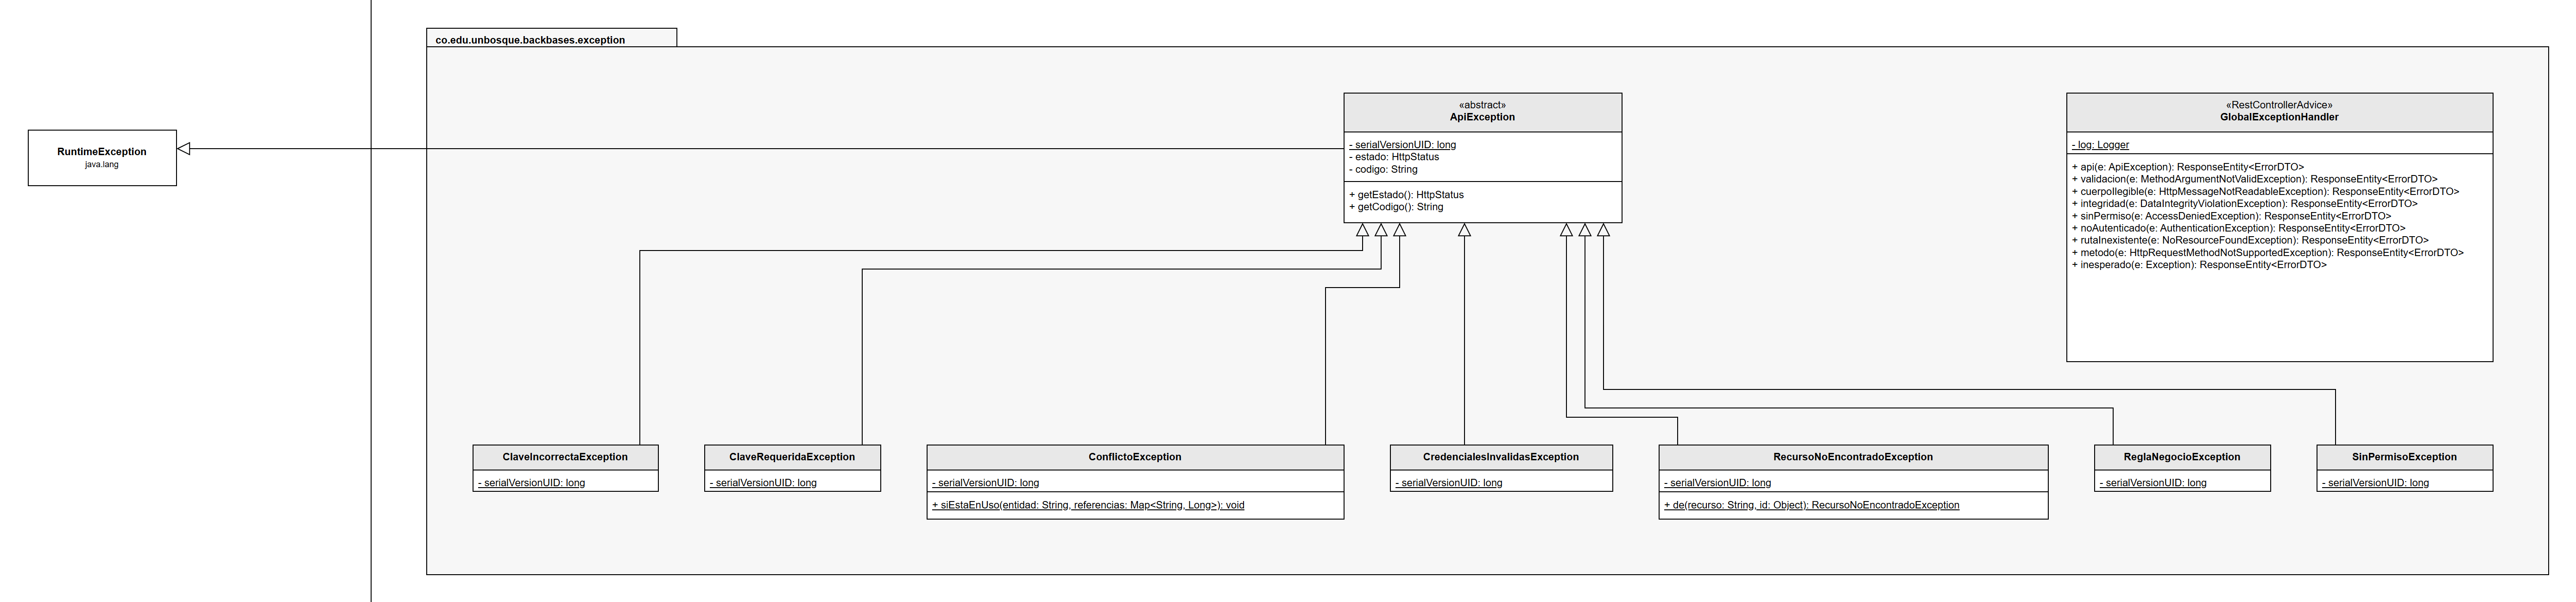 co.edu.unbosque.backbases.exception
RuntimeException
java.lang
«abstract»
ApiException
- serialVersionUID: long
- estado: HttpStatus
- codigo: String
+ getEstado(): HttpStatus
+ getCodigo(): String
«RestControllerAdvice»
GlobalExceptionHandler
- log: Logger
+ api(e: ApiException): ResponseEntity<ErrorDTO>
+ validacion(e: MethodArgumentNotValidException): ResponseEntity<ErrorDTO>
+ cuerpoIlegible(e: HttpMessageNotReadableException): ResponseEntity<ErrorDTO>
+ integridad(e: DataIntegrityViolationException): ResponseEntity<ErrorDTO>
+ sinPermiso(e: AccessDeniedException): ResponseEntity<ErrorDTO>
+ noAutenticado(e: AuthenticationException): ResponseEntity<ErrorDTO>
+ rutaInexistente(e: NoResourceFoundException): ResponseEntity<ErrorDTO>
+ metodo(e: HttpRequestMethodNotSupportedException): ResponseEntity<ErrorDTO>
+ inesperado(e: Exception): ResponseEntity<ErrorDTO>
ClaveIncorrectaException
- serialVersionUID: long
ClaveRequeridaException
- serialVersionUID: long
ConflictoException
- serialVersionUID: long
+ siEstaEnUso(entidad: String, referencias: Map<String, Long>): void
CredencialesInvalidasException
- serialVersionUID: long
RecursoNoEncontradoException
- serialVersionUID: long
+ de(recurso: String, id: Object): RecursoNoEncontradoException
ReglaNegocioException
- serialVersionUID: long
SinPermisoException
- serialVersionUID: long